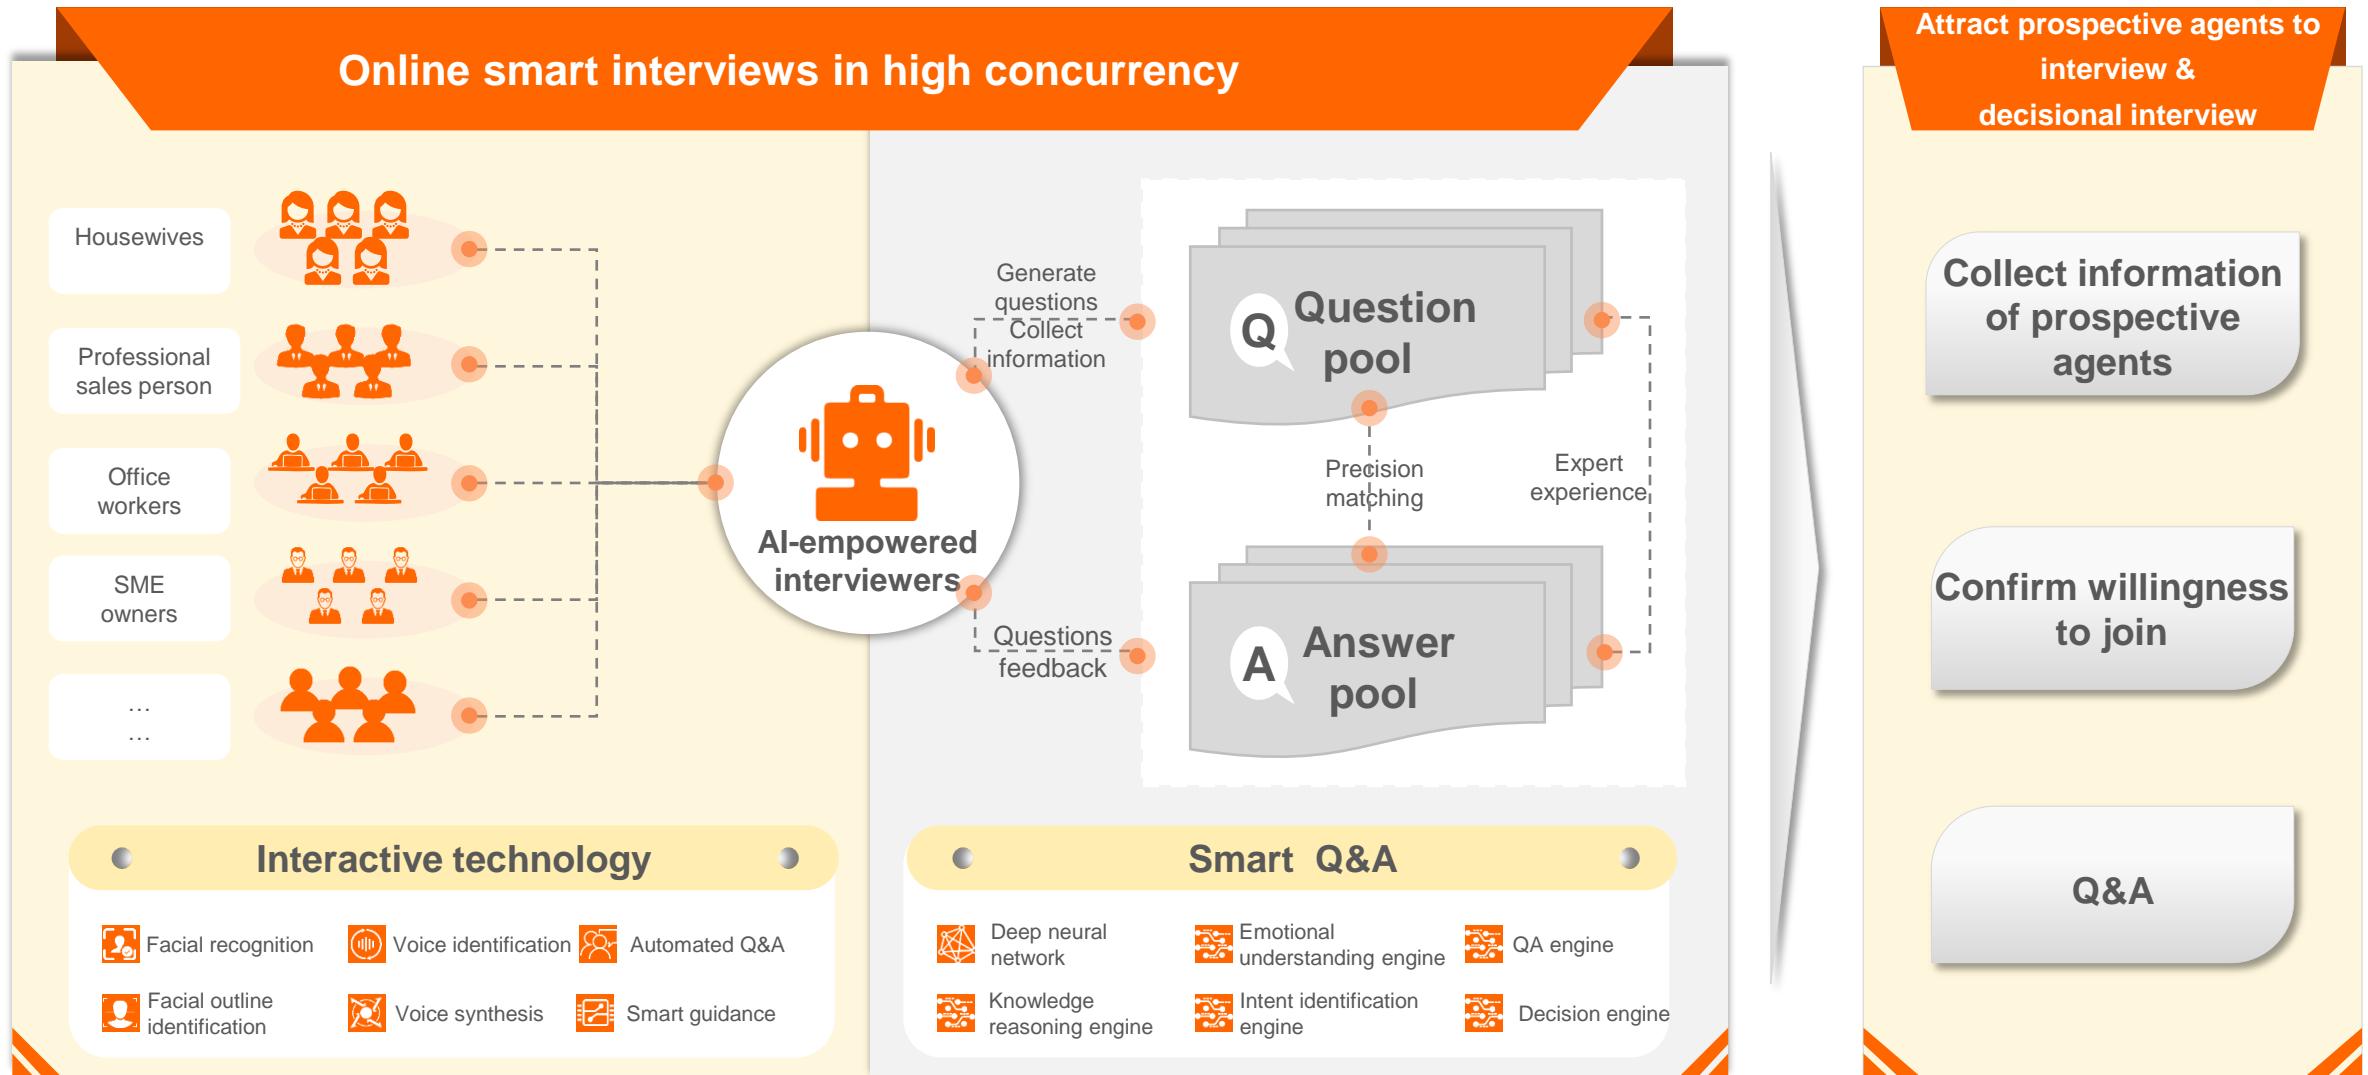 Online smart interviews in high concurrency
Attract prospective agents to
interview &
decisional interview
Housewives
Professional
sales person
Office
workers
SME
owners
…
…
AI-empowered
interviewers
Generate
questions
Collect
information
Questions
feedback
Q
Question
pool
Precision
matching
Expert
experience
A
Answer
pool
Interactive technology
Facial recognition
Voice identification
Automated Q&A
Facial outline
identification
Voice synthesis
Smart guidance
Smart Q&A
Deep neural
network
Emotional
understanding engine
QA engine
Knowledge
reasoning engine
Intent identification
engine
Decision engine
Collect information
of prospective
agents
Confirm willingness
to join
Q&A